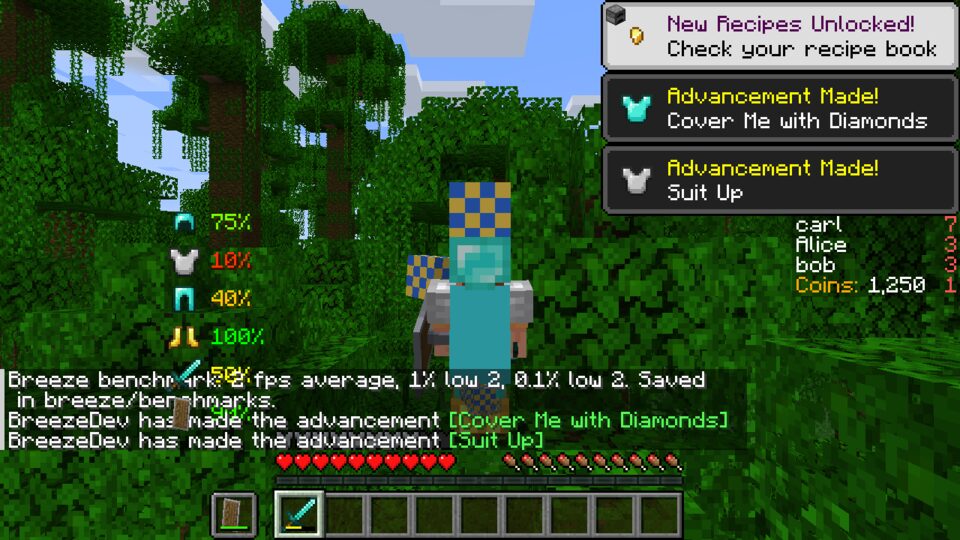 New Recipes Unlocked!
Check your recipe book
Advancement Made!
Cover Me with Diamonds
Advancement Made!
Suit Up
75%
10%
40%
100%
50%
carl 7
Alice 3
bob 3
Coins: 1,250 1
Breeze benchmark: 2 fps average, 1% low 2, 0.1% low 2. Saved
in breeze/benchmarks.
BreezeDev has made the advancement [Cover Me with Diamonds]
BreezeDev has made the advancement [Suit Up]